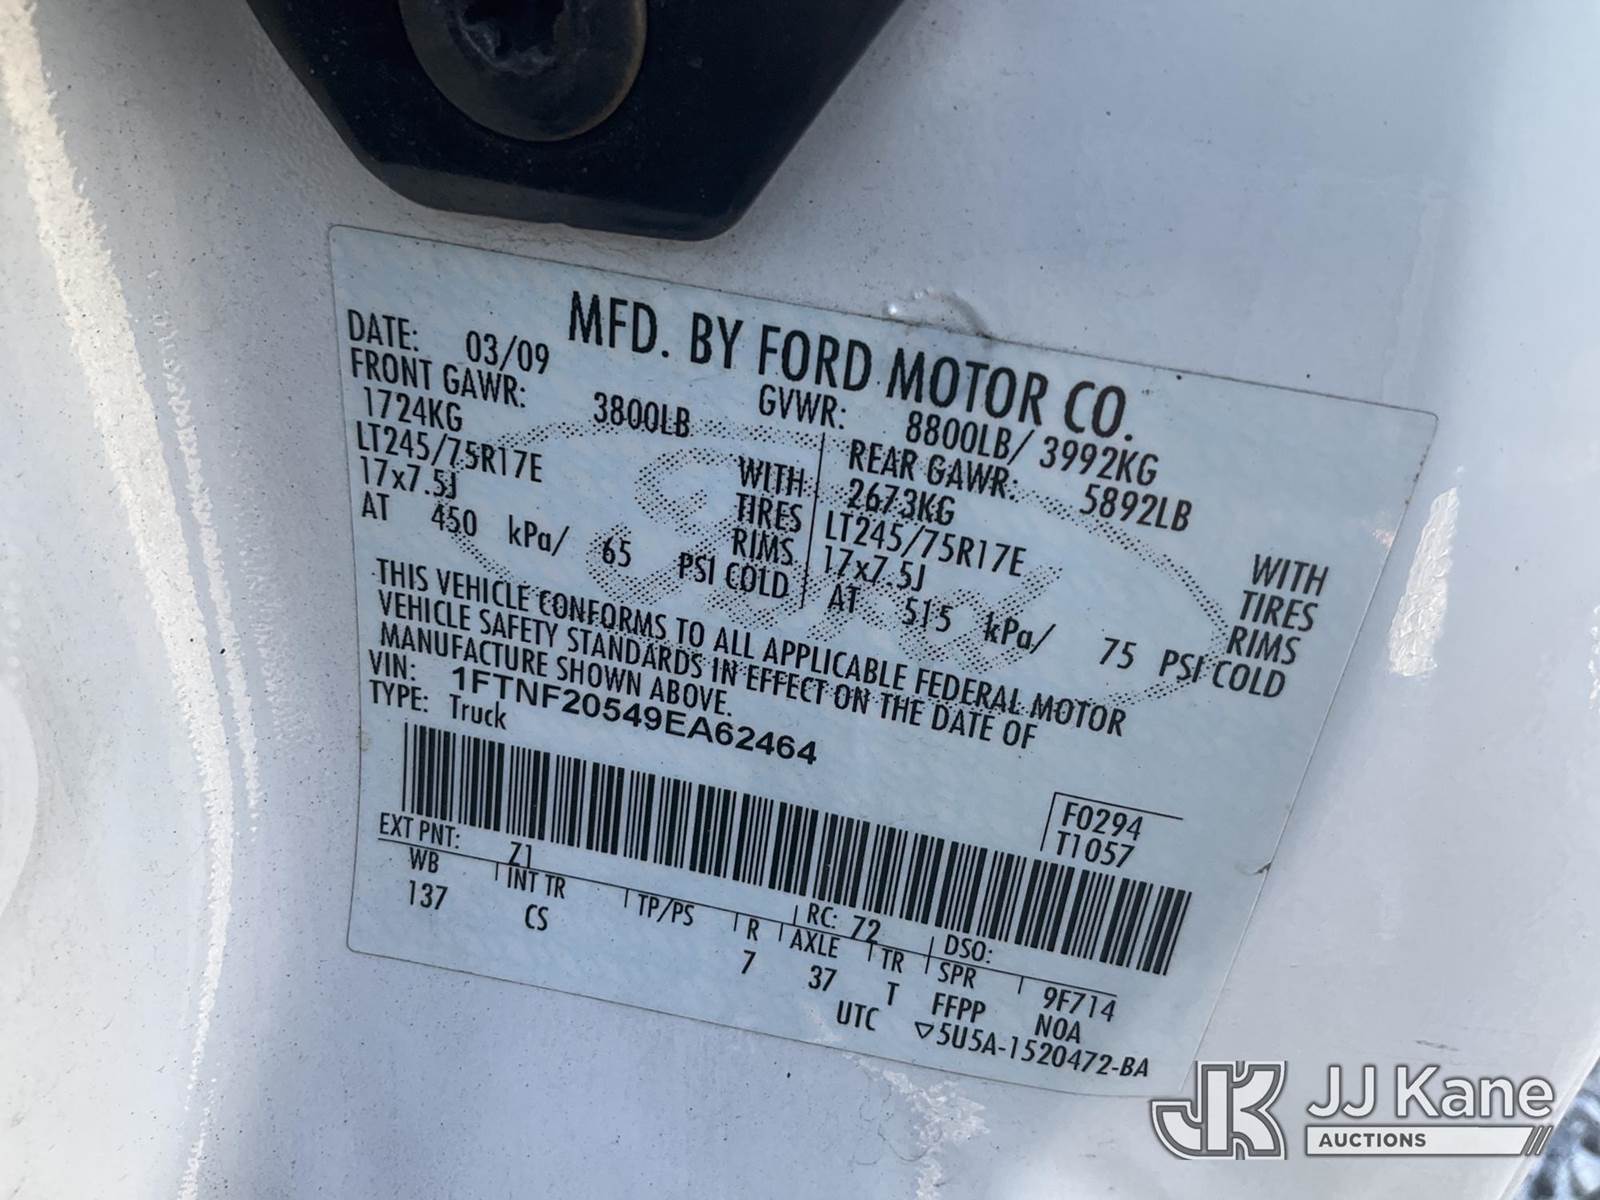 MFD. BY FORD MOTOR CO.
DATE: 03/09 GVWR: 8800LB/ 3992KG
FRONT GAWR: 3800LB REAR GAWR: 5892LB
1724KG WITH 2673KG WITH
LT245/75R17E TIRES LT245/75R17E TIRES
17x7.5J RIMS 17x7.5J RIMS
AT 450 kPa/ 65 PSI COLD AT 515 kPa/ 75 PSI COLD
THIS VEHICLE CONFORMS TO ALL APPLICABLE FEDERAL MOTOR
VEHICLE SAFETY STANDARDS IN EFFECT ON THE DATE OF
MANUFACTURE SHOWN ABOVE.
VIN: 1FTNF20549EA62464
TYPE: Truck
F0294
T1057
EXT PNT: Z1 RC: 72 DSO: 9F714
WB INT TR TP/PS R AXLE TR SPR NOA
137 CS 7 37 T FFPP
UTC ▽5U5A-1520472-BA
Ford
JK JJ Kane
AUCTIONS